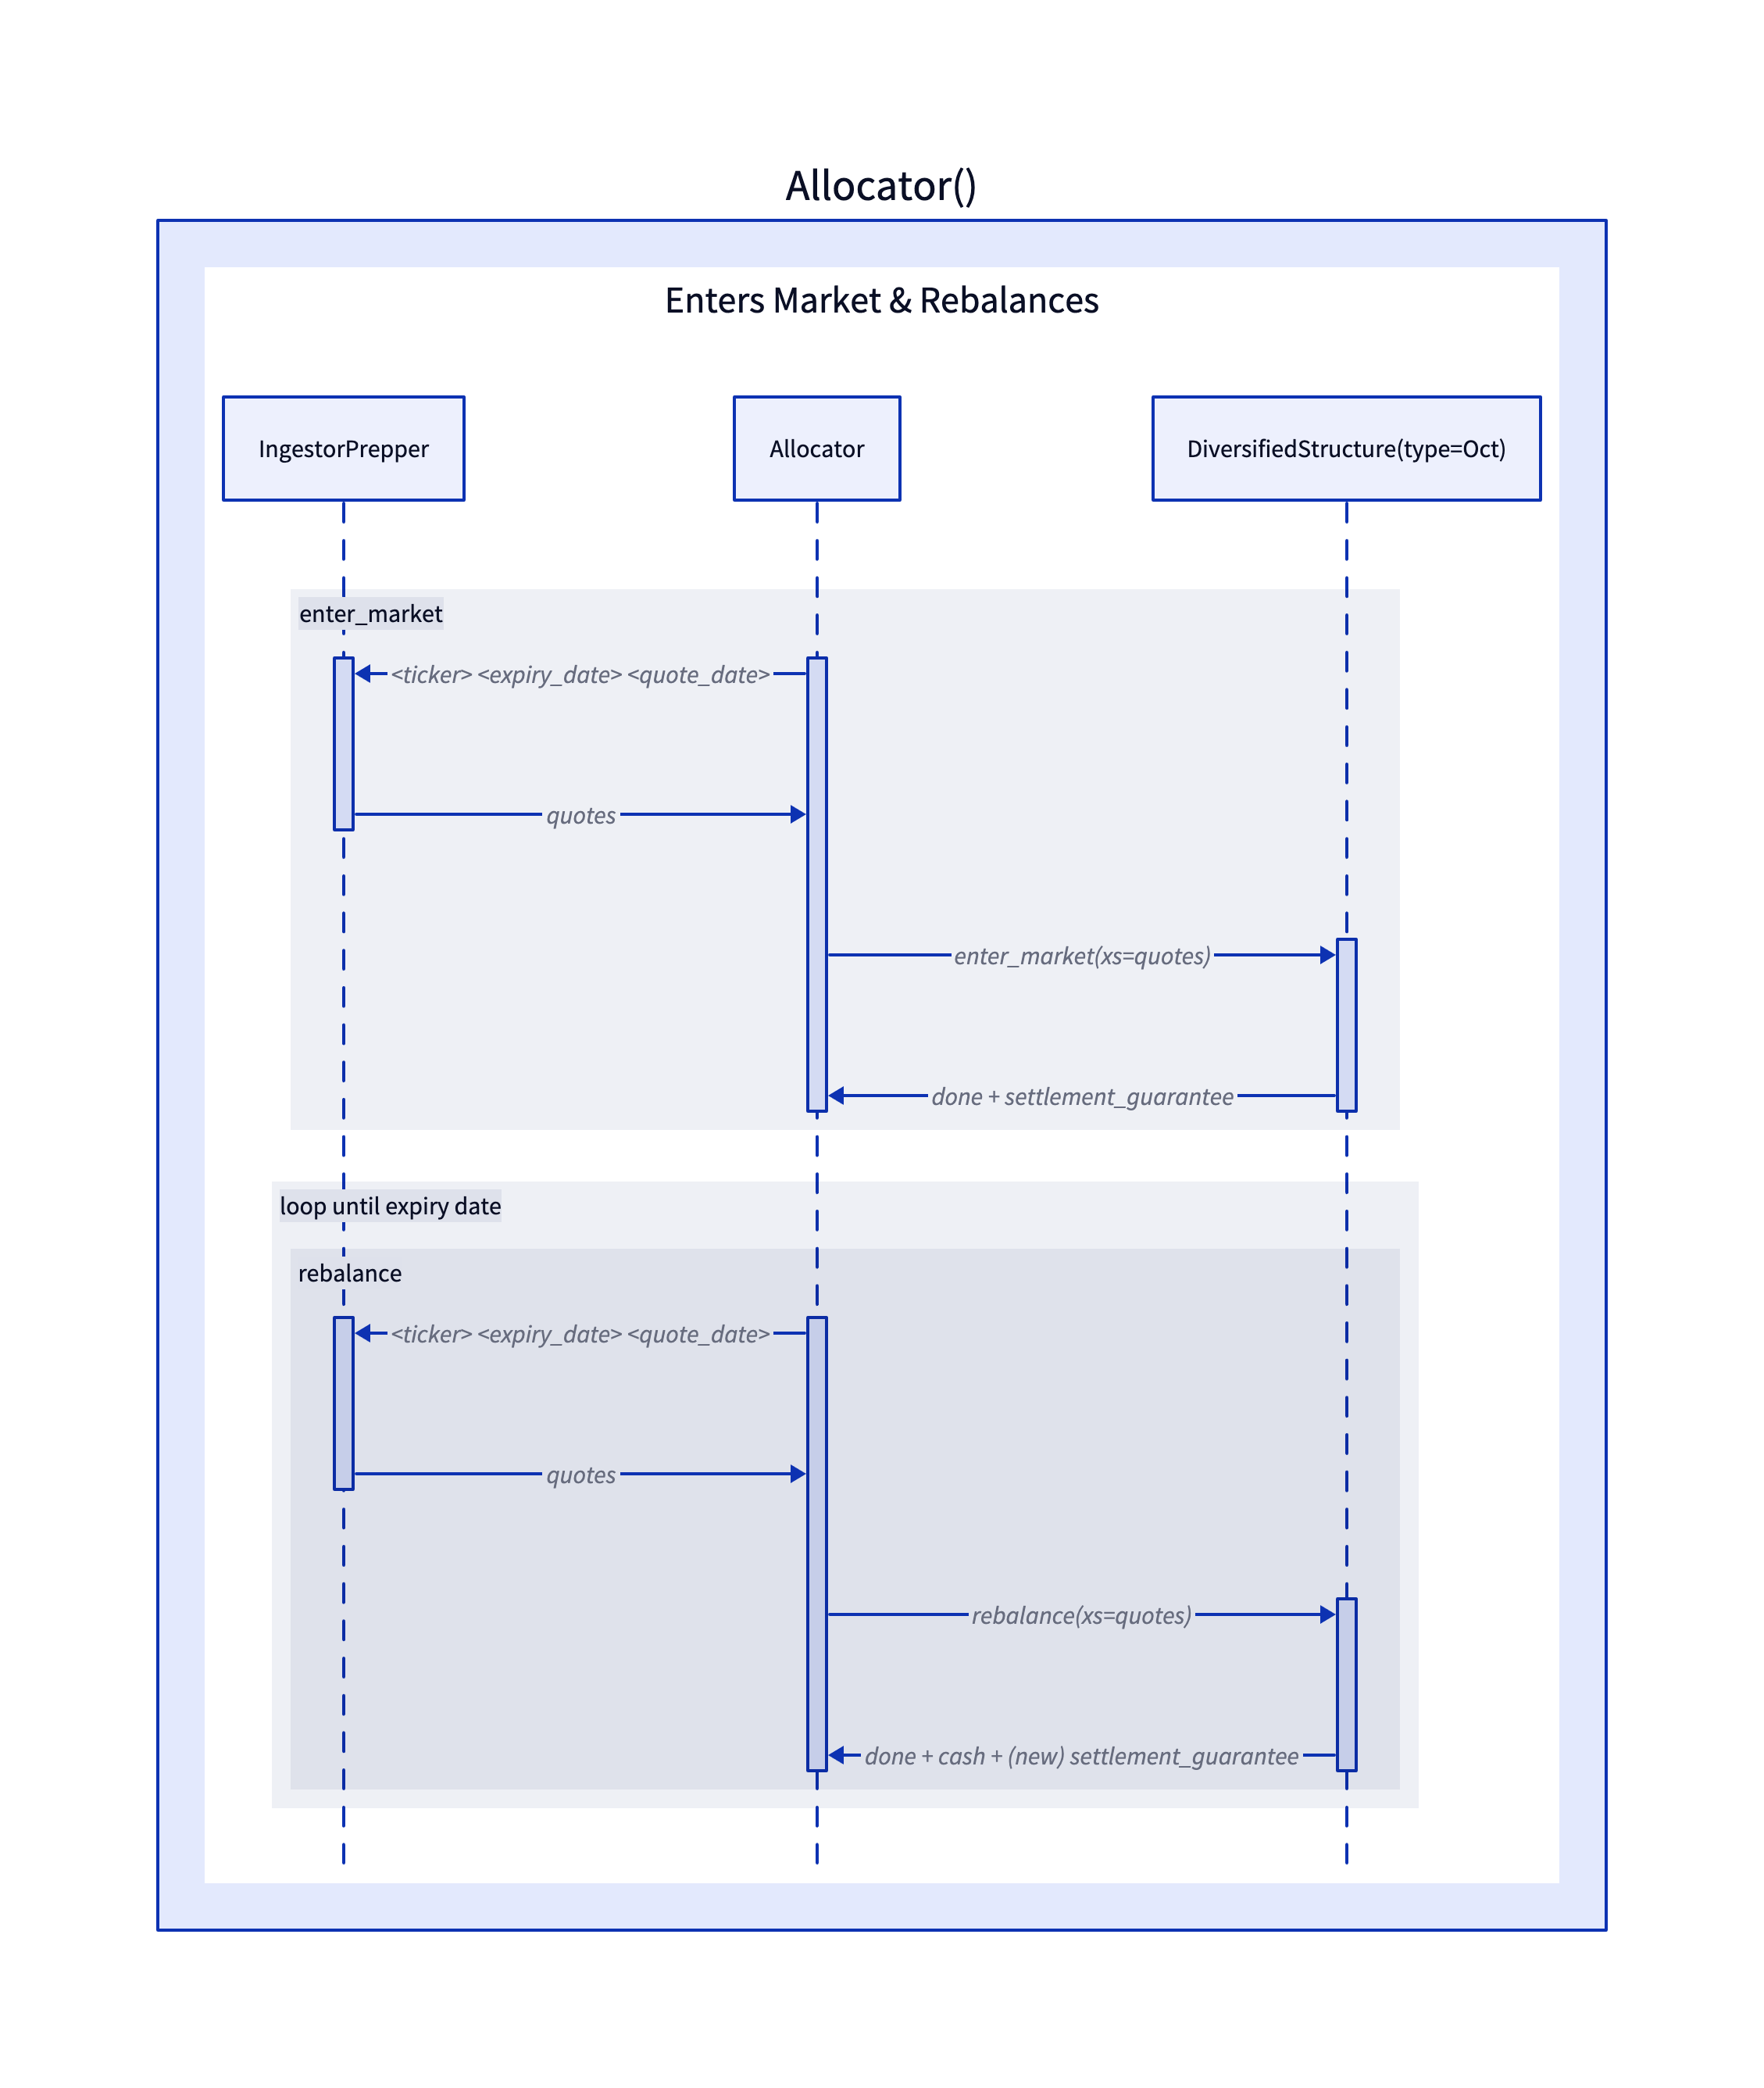 Allocator()
Enters Market & Rebalances
IngestorPrepper
Allocator
DiversifiedStructure(type=Oct)
enter_market
<ticker> <expiry_date> <quote_date>
quotes
enter_market(xs=quotes)
done + settlement_guarantee
loop until expiry date
rebalance
<ticker> <expiry_date> <quote_date>
quotes
rebalance(xs=quotes)
done + cash + (new) settlement_guarantee